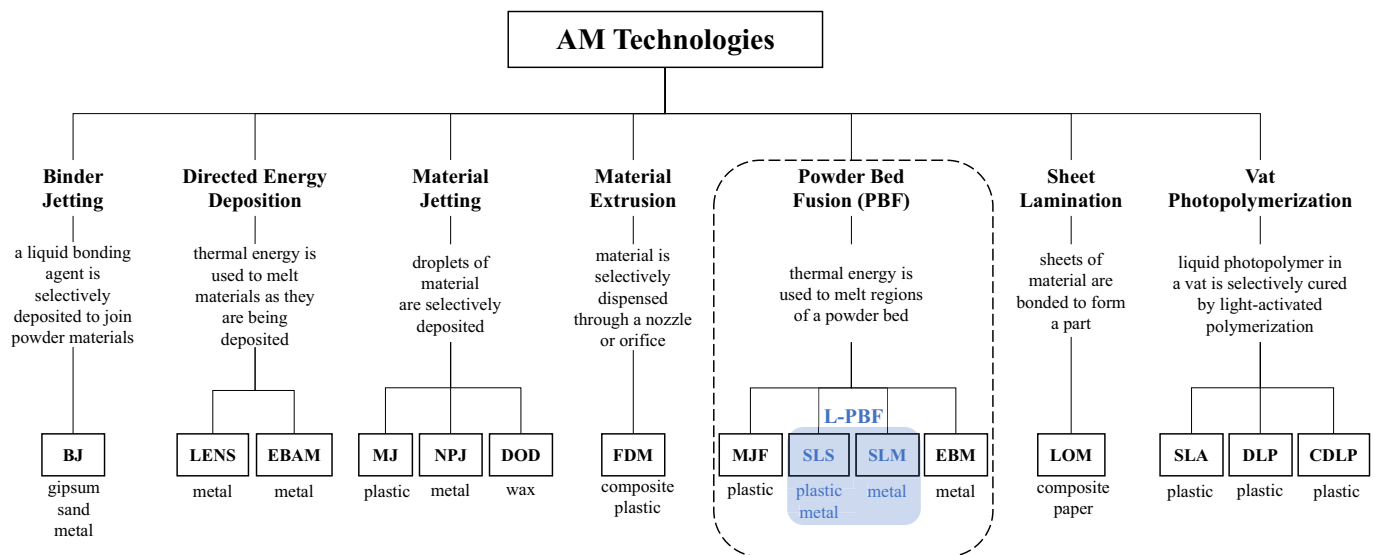 AM Technologies
Binder
Jetting
a liquid bonding
agent is
selectively
deposited to join
powder materials
BJ
gipsum
sand
metal
Directed Energy
Deposition
thermal energy is
used to melt
materials as they
are being
deposited
LENS
metal
EBAM
metal
Material
Jetting
droplets of
material
are selectively
deposited
MJ
plastic
NPJ
metal
DOD
wax
Material
Extrusion
material is
selectively
dispensed
through a nozzle
or orifice
FDM
composite
plastic
Powder Bed
Fusion (PBF)
thermal energy is
used to melt regions
of a powder bed
L-PBF
MJF
plastic
SLS
plastic
metal
SLM
metal
EBM
metal
Sheet
Lamination
sheets of
material are
bonded to form
a part
LOM
composite
paper
Vat
Photopolymerization
liquid photopolymer in
a vat is selectively cured
by light-activated
polymerization
SLA
plastic
DLP
plastic
CDLP
plastic